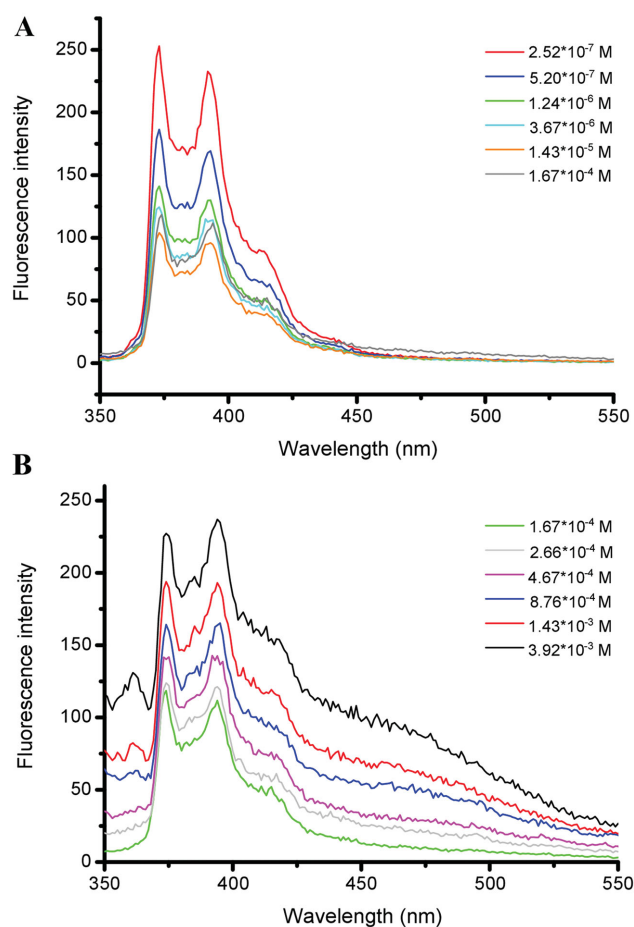 A
Fluorescence intensity
250
200
150
100
50
0
2.52*10⁻⁷ M
5.20*10⁻⁷ M
1.24*10⁻⁶ M
3.67*10⁻⁶ M
1.43*10⁻⁵ M
1.67*10⁻⁴ M
350 400 450 500 550
Wavelength (nm)
B
Fluorescence intensity
250
200
150
100
50
0
1.67*10⁻⁴ M
2.66*10⁻⁴ M
4.67*10⁻⁴ M
8.76*10⁻⁴ M
1.43*10⁻³ M
3.92*10⁻³ M
350 400 450 500 550
Wavelength (nm)